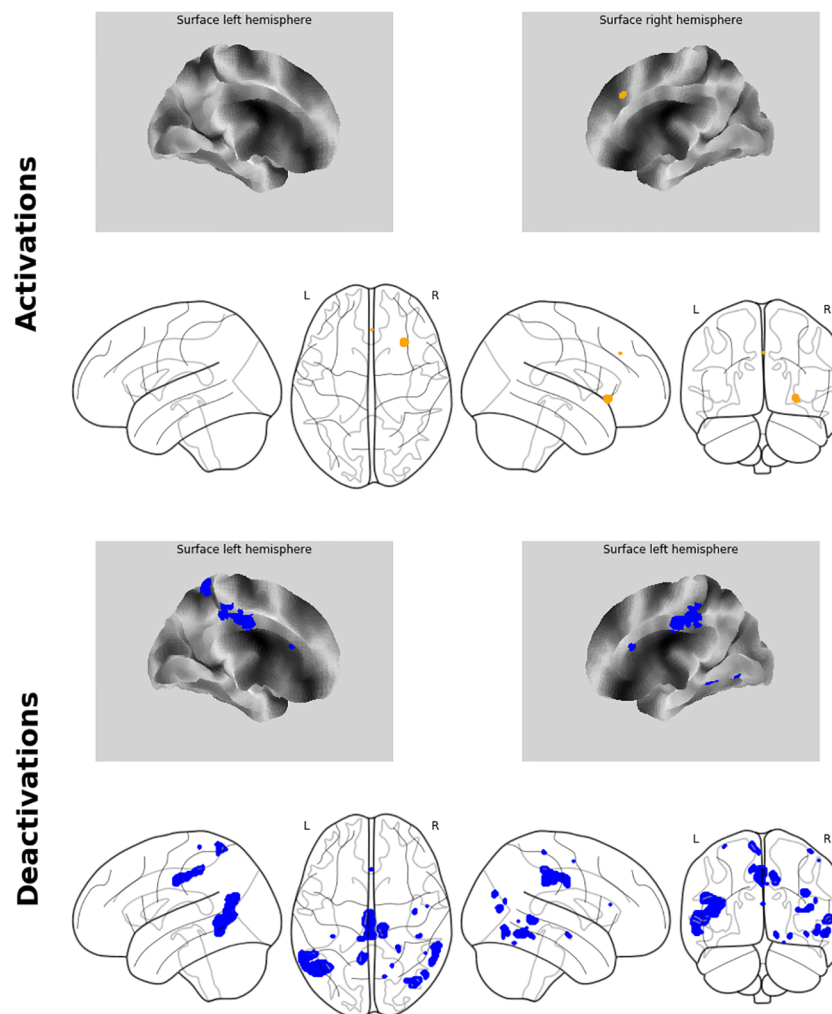 Surface left hemisphere
Surface right hemisphere
Activations
L
R
L
R
Surface left hemisphere
Surface left hemisphere
Deactivations
L
R
L
R